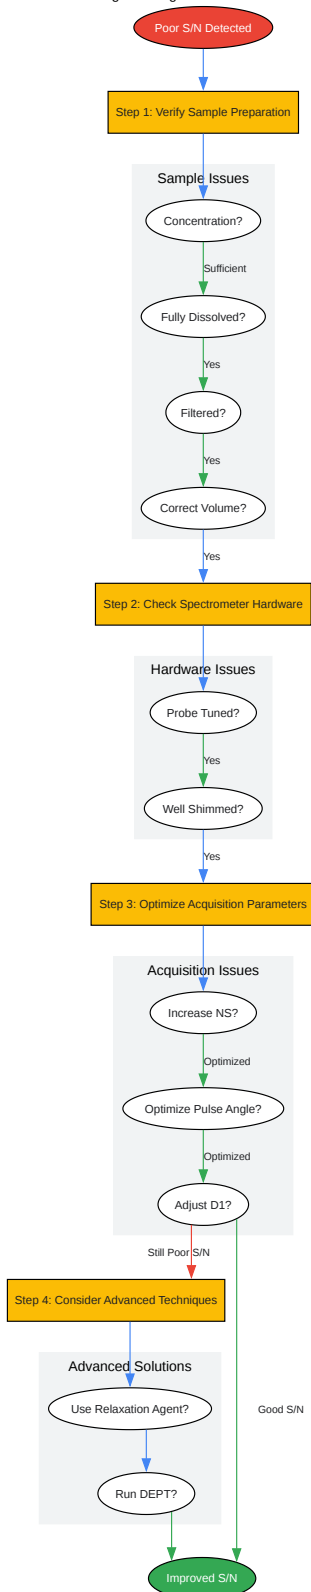 Poor S/N Detected
Step 1: Verify Sample Preparation
Sample Issues
Concentration?
Sufficient
Fully Dissolved?
Yes
Filtered?
Yes
Correct Volume?
Yes
Step 2: Check Spectrometer Hardware
Hardware Issues
Probe Tuned?
Yes
Well Shimmed?
Yes
Step 3: Optimize Acquisition Parameters
Acquisition Issues
Increase NS?
Optimized
Optimize Pulse Angle?
Optimized
Adjust D1?
Still Poor S/N
Step 4: Consider Advanced Techniques
Advanced Solutions
Use Relaxation Agent?
Good S/N
Run DEPT?
Improved S/N